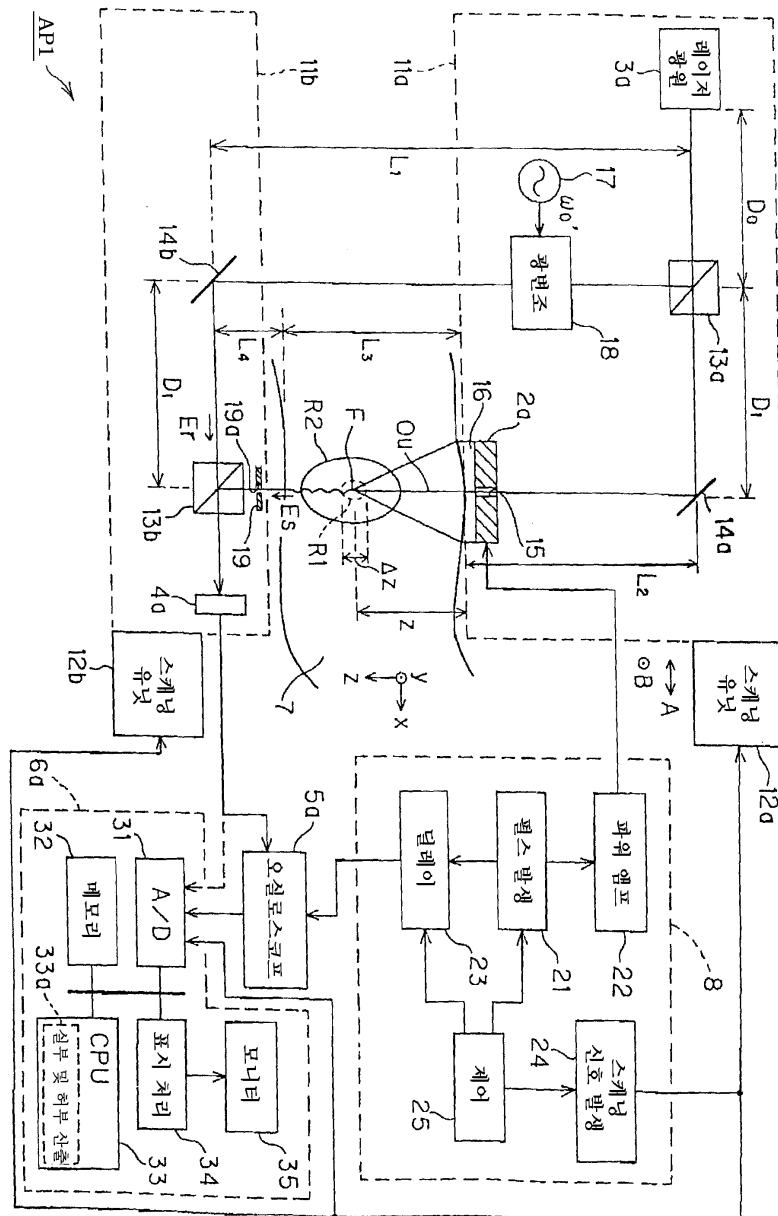 레이저
광원
3a
D₀
D₁
13a
14a
L₁
L₂
17
ω₀'
광변조
18
11a
11b
14b
D₁
L₄
L₃
Er
19a
13b
19
Es
R2
F
R1
Ou
16
2a
15
ΔZ
Z
4a
7
y
x
z
스캐닝
유닛
12b
A
B
스캐닝
유닛
12a
8
파워 앰프
22
펄스 발생
21
딜레이
23
스캐닝
신호 발생
24
제어
25
오실로스코프
5a
6a
A/D
31
메모리
32
CPU
실부 및 허부 산출
33a
33
표시 처리
34
모니터
35
AP1